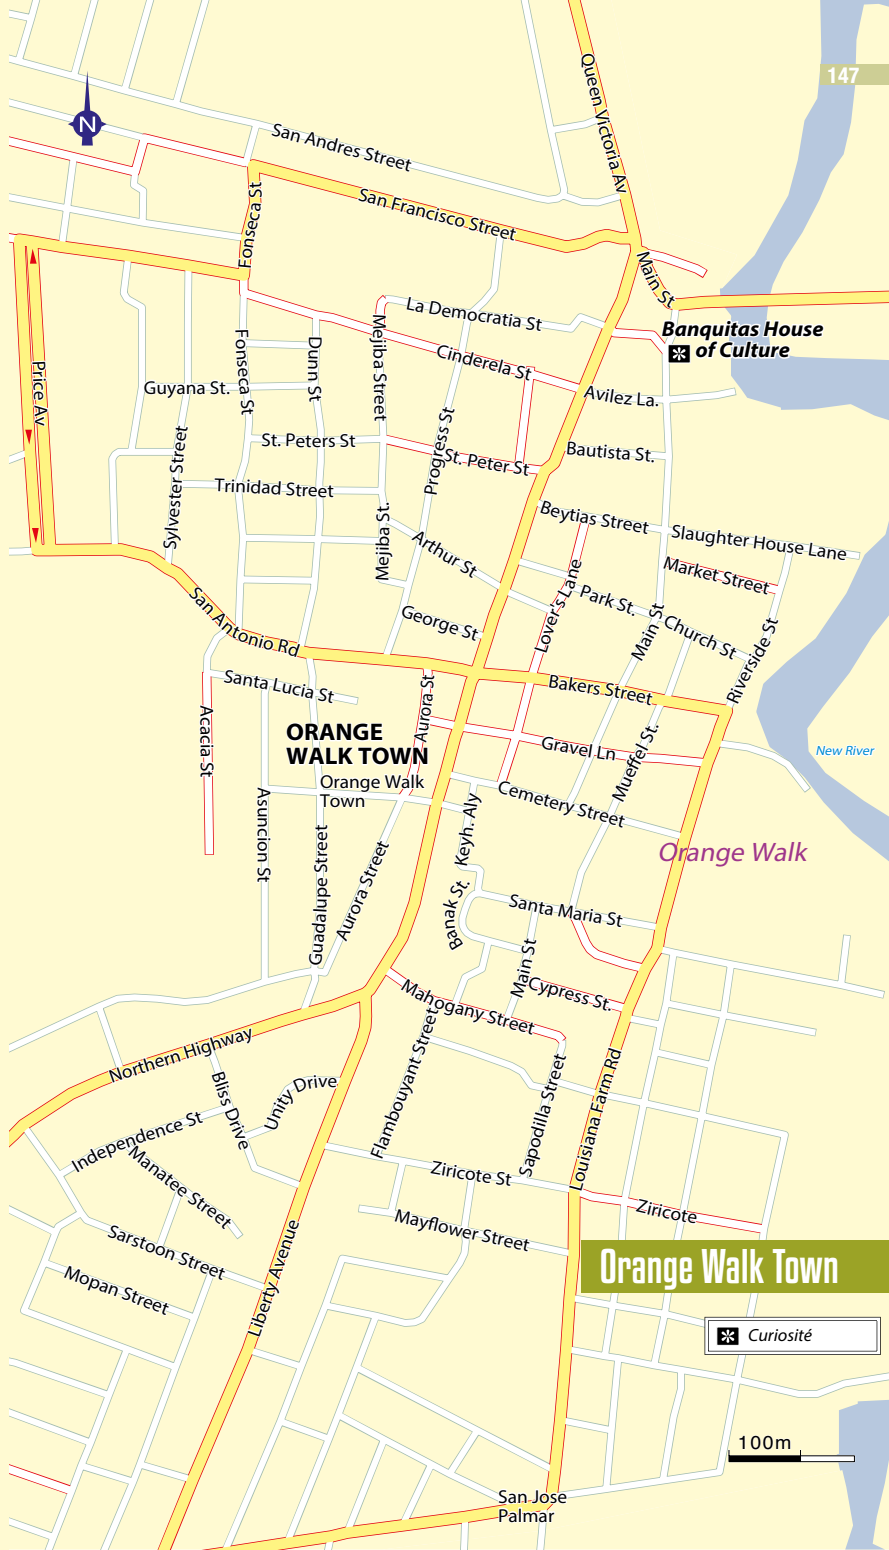 147
N
San Andres Street
Queen Victoria Av
San Francisco Street
Fonseca St
Main St
La Democratia St
Banquitas House
of Culture
Mejiba Street
Cinderela St
Fonseca St
Dunn St
Price Av
Guyana St.
Avilez La.
Progress St
St. Peters St
St. Peter St
Bautista St.
Sylvester Street
Trinidad Street
Mejiba St.
Beytias Street
Slaughter House Lane
Arthur St
Market Street
Lover's Lane
Park St.
Main St
Church St
George St
San Antonio Rd
Riverside St
Santa Lucia St
Bakers Street
Aurora St
Acacia St
ORANGE
WALK TOWN
Orange Walk
Town
Gravel Ln
Mueffel St.
New River
Cemetery Street
Asuncion St
Keyh. Aly
Orange Walk
Guadalupe Street
Aurora Street
Banak St.
Santa Maria St
Main St
Cypress St.
Mahogany Street
Northern Highway
Flambouyant Street
Sapodilla Street
Louisiana Farm Rd
Bliss Drive
Unity Drive
Independence St
Manatee Street
Ziricote St
Ziricote
Mayflower Street
Sarstoon Street
Liberty Avenue
Mopan Street
Orange Walk Town
Curiosité
100m
San Jose
Palmar